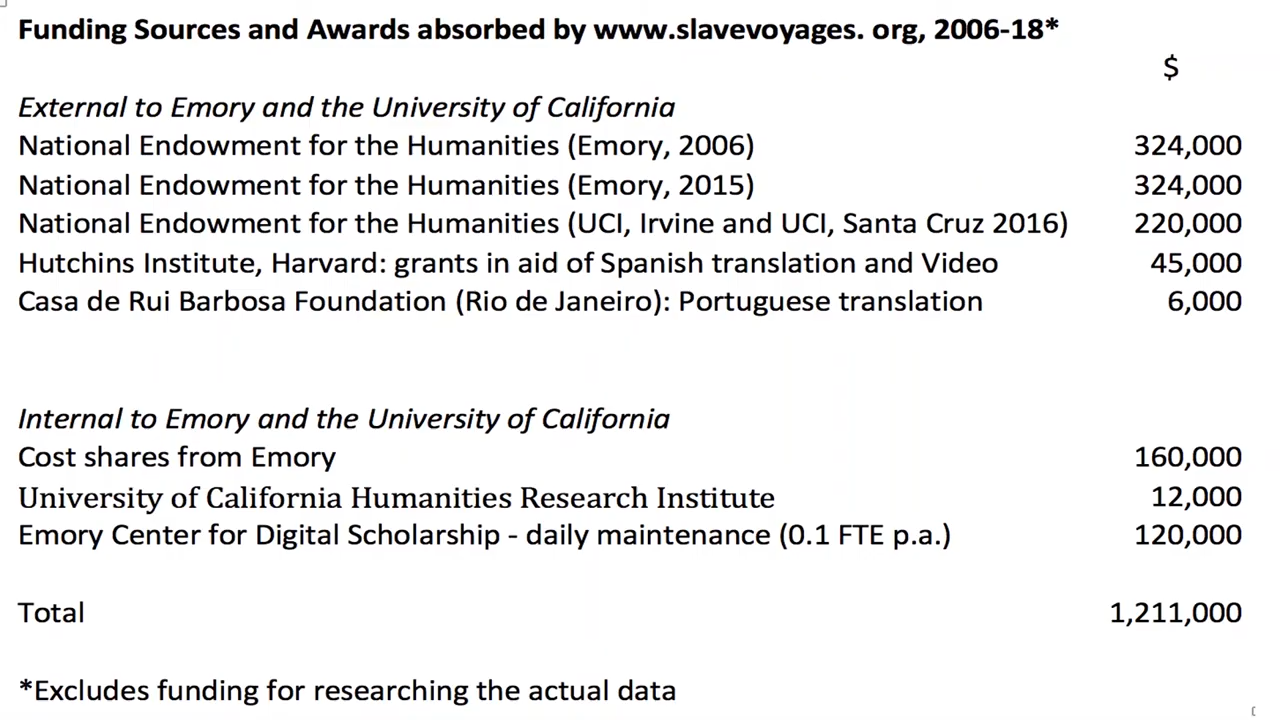 Funding Sources and Awards absorbed by www.slavevoyages. org, 2006-18*
$
External to Emory and the University of California
National Endowment for the Humanities (Emory, 2006) 324,000
National Endowment for the Humanities (Emory, 2015) 324,000
National Endowment for the Humanities (UCI, Irvine and UCI, Santa Cruz 2016) 220,000
Hutchins Institute, Harvard: grants in aid of Spanish translation and Video 45,000
Casa de Rui Barbosa Foundation (Rio de Janeiro): Portuguese translation 6,000
Internal to Emory and the University of California
Cost shares from Emory 160,000
University of California Humanities Research Institute 12,000
Emory Center for Digital Scholarship - daily maintenance (0.1 FTE p.a.) 120,000
Total 1,211,000
*Excludes funding for researching the actual data